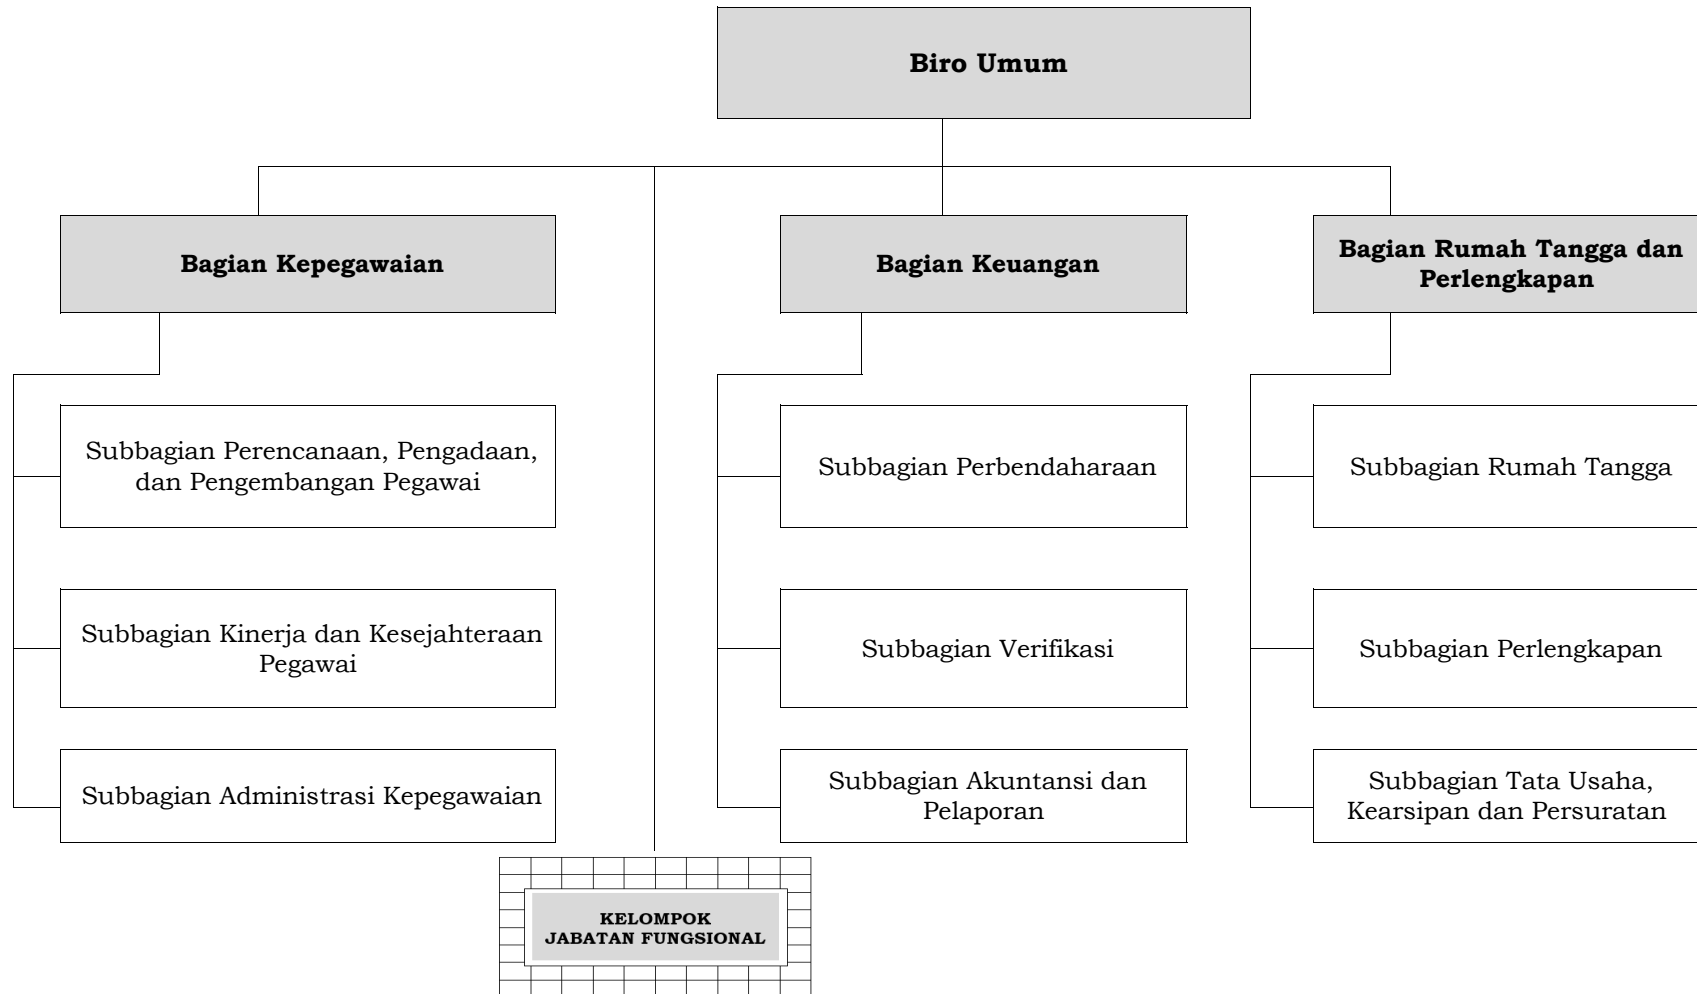 Biro Umum
Bagian Kepegawaian
Bagian Keuangan
Bagian Rumah Tangga dan
Perlengkapan
Subbagian Perencanaan, Pengadaan,
dan Pengembangan Pegawai
Subbagian Perbendaharaan
Subbagian Rumah Tangga
Subbagian Kinerja dan Kesejahteraan
Pegawai
Subbagian Verifikasi
Subbagian Perlengkapan
Subbagian Administrasi Kepegawaian
Subbagian Akuntansi dan
Pelaporan
Subbagian Tata Usaha,
Kearsipan dan Persuratan
KELOMPOK
JABATAN FUNGSIONAL